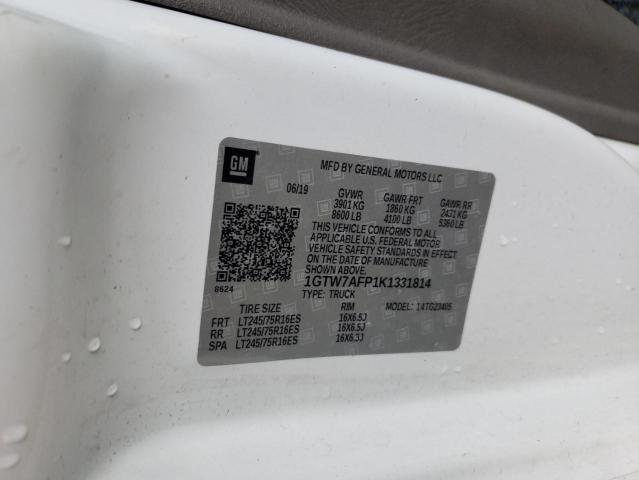 GM
MFD BY GENERAL MOTORS LLC
06/19
GVWR GAWR FRT GAWR RR
3901 KG 1860 KG 2431 KG
8600 LB 4100 LB 5360 LB
THIS VEHICLE CONFORMS TO ALL
APPLICABLE U.S. FEDERAL MOTOR
VEHICLE SAFETY STANDARDS IN EFFECT
ON THE DATE OF MANUFACTURE
SHOWN ABOVE.
8624
1GTW7AFP1K1331814
TYPE: TRUCK
MODEL: 14TG23405
TIRE SIZE RIM
FRT LT245/75R16ES 16X6.5J
RR LT245/75R16ES 16X6.5J
SPA LT245/75R16ES 16X6.5J